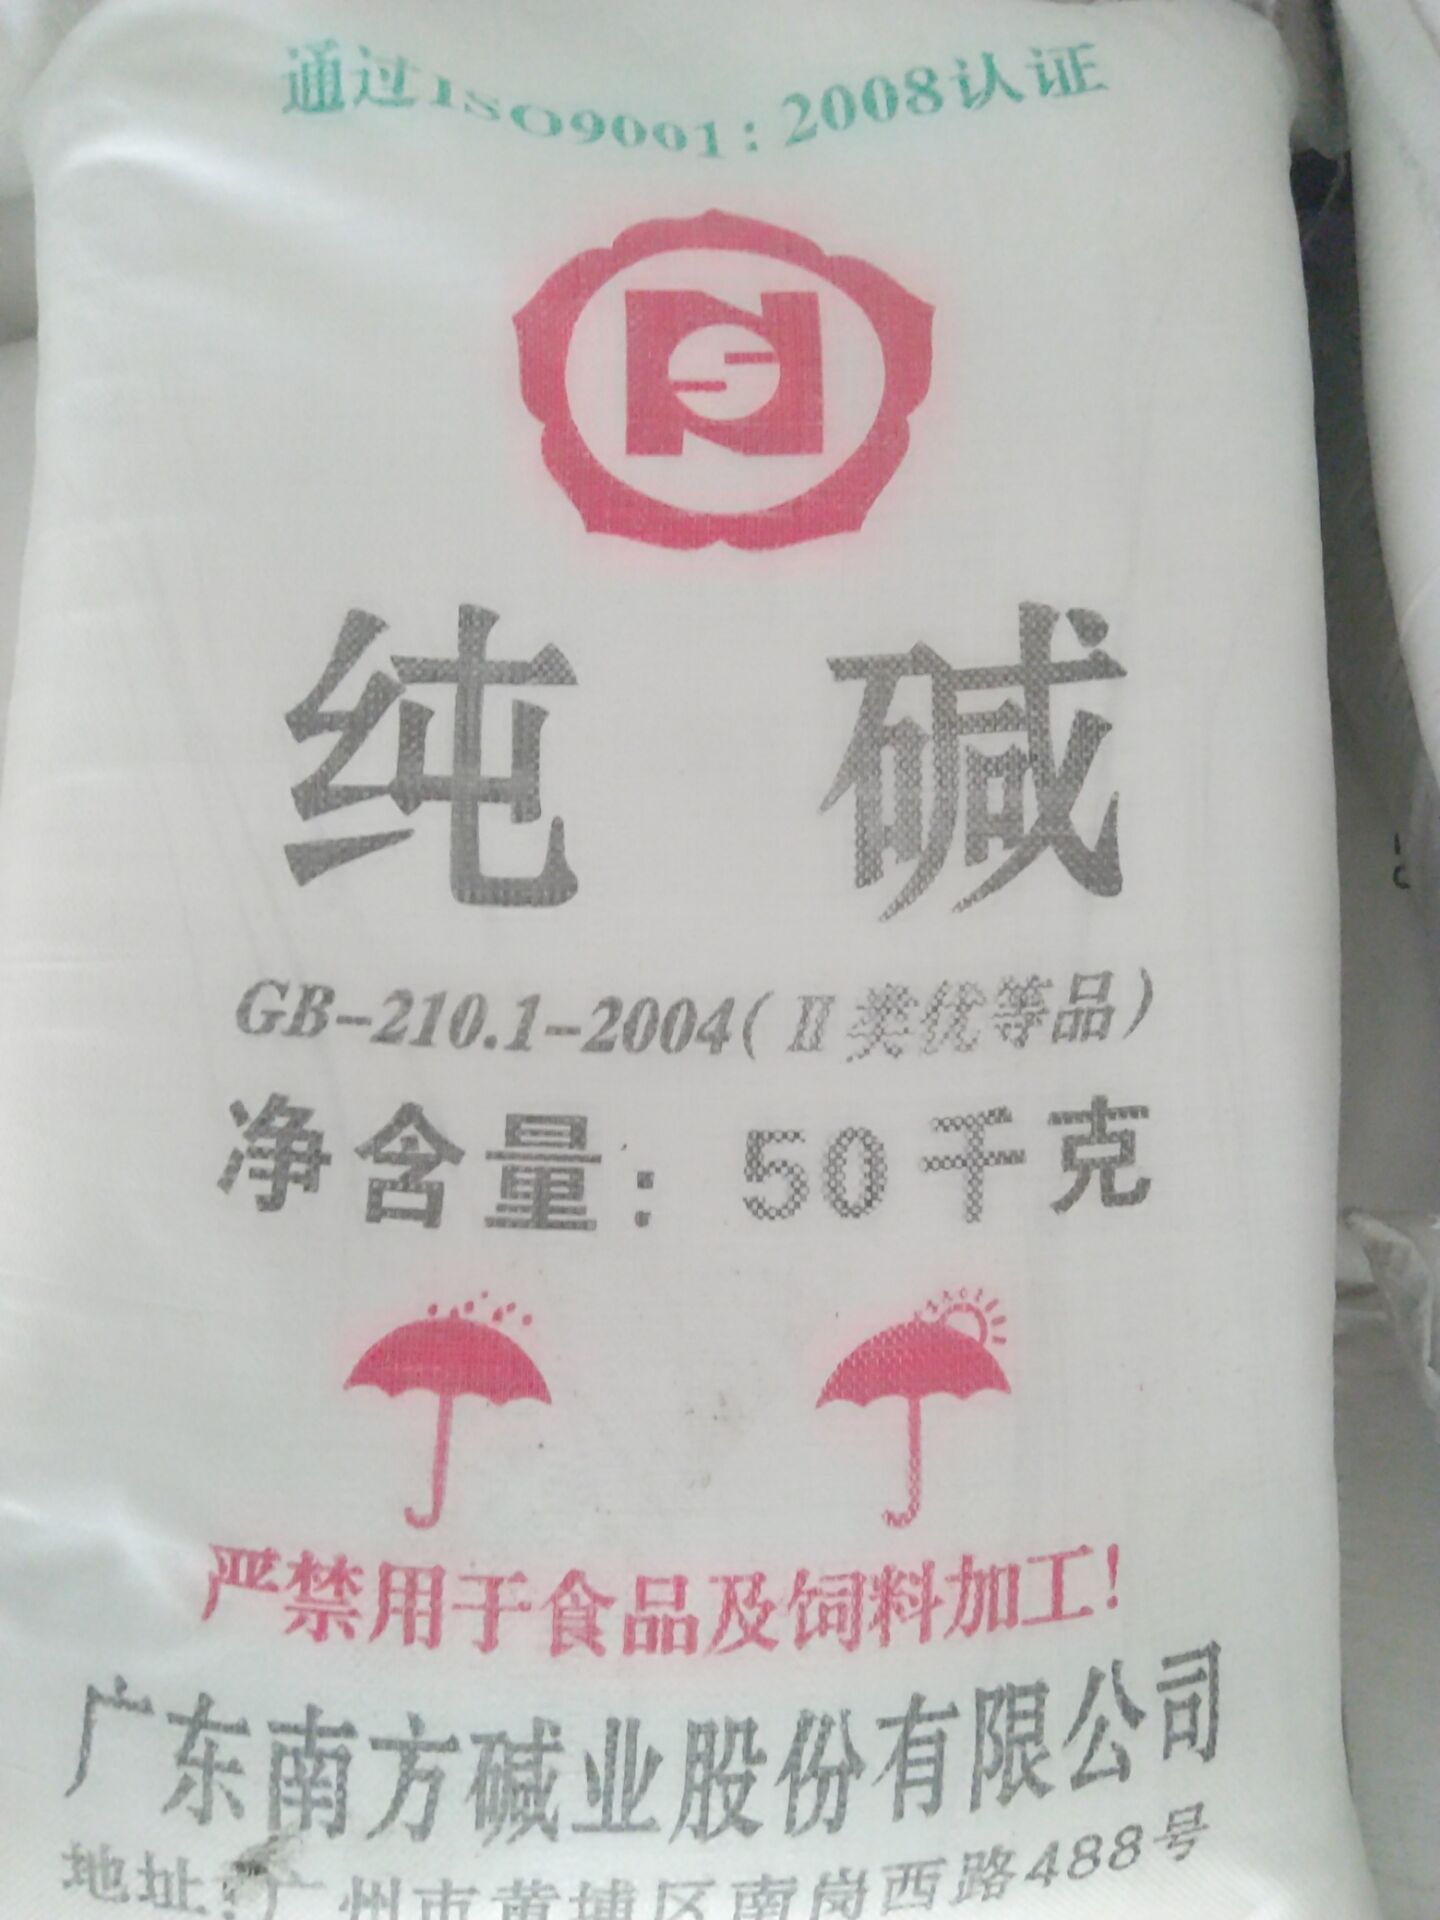 通过ISO9001:2008认证
NS
纯碱
GB-210.1-2004(Ⅱ类优等品)
净含量:50千克
严禁用于食品及饲料加工!
广东南方碱业股份有限公司
地址:广州市黄埔区南岗西路488号